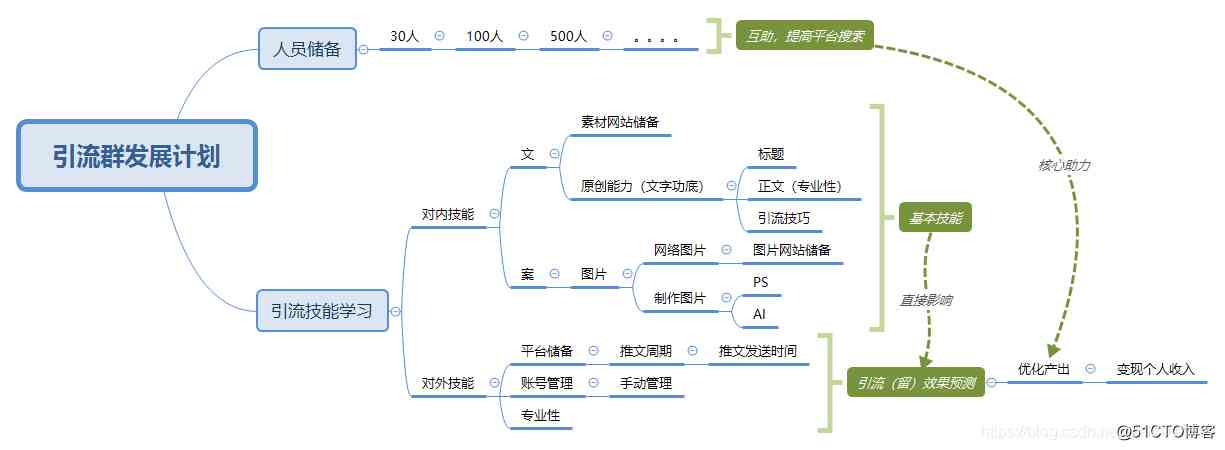 引流群发展计划
人员储备
30人
100人
500人
。。。。
互助，提高平台搜素
核心助力
引流技能学习
对内技能
文
素材网站储备
原创能力（文字功底）
标题
正文（专业性）
引流技巧
案
图片
网络图片
图片网站储备
制作图片
PS
AI
基本技能
直接影响
对外技能
平台储备
推文周期
推文发送时间
账号管理
手动管理
专业性
引流（留）效果预测
优化产出
变现个人收入
https://blog.csdn.ne
@51CTO博客